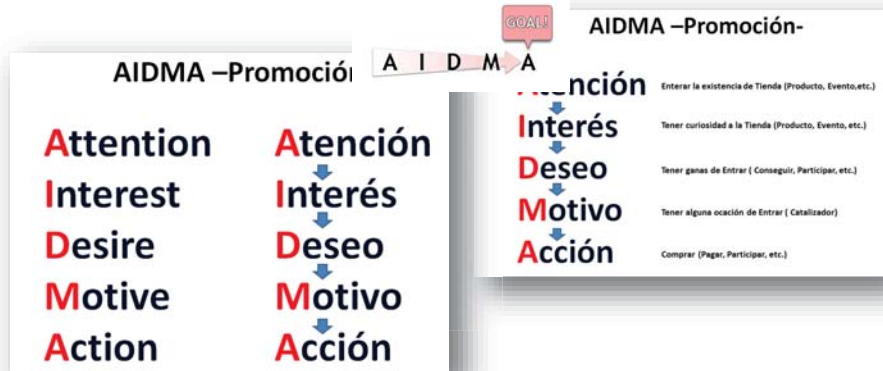 GOAL!
A I D M A
AIDMA –Promoción
Attention Atención
Interest Interés
Desire Deseo
Motive Motivo
Action Acción
AIDMA –Promoción-
Atención Enterar la existencia de Tienda (Producto, Evento,etc.)
Interés Tener curiosidad a la Tienda (Producto, Evento, etc.)
Deseo Tener ganas de Entrar ( Conseguir, Participar, etc.)
Motivo Tener alguna ocación de Entrar ( Catalizador)
Acción Comprar (Pagar, Participar, etc.)